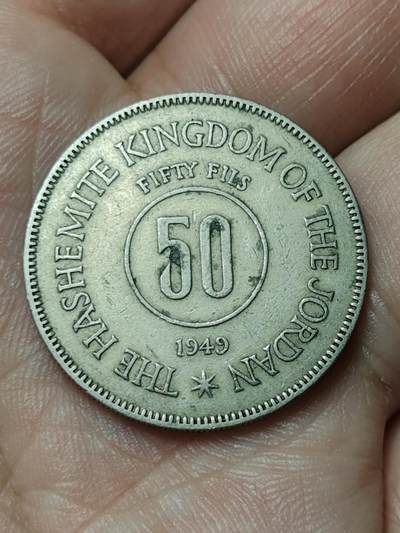 THE HASHEMITE KINGDOM OF THE JORDAN
FIFTY FILS
50
1949